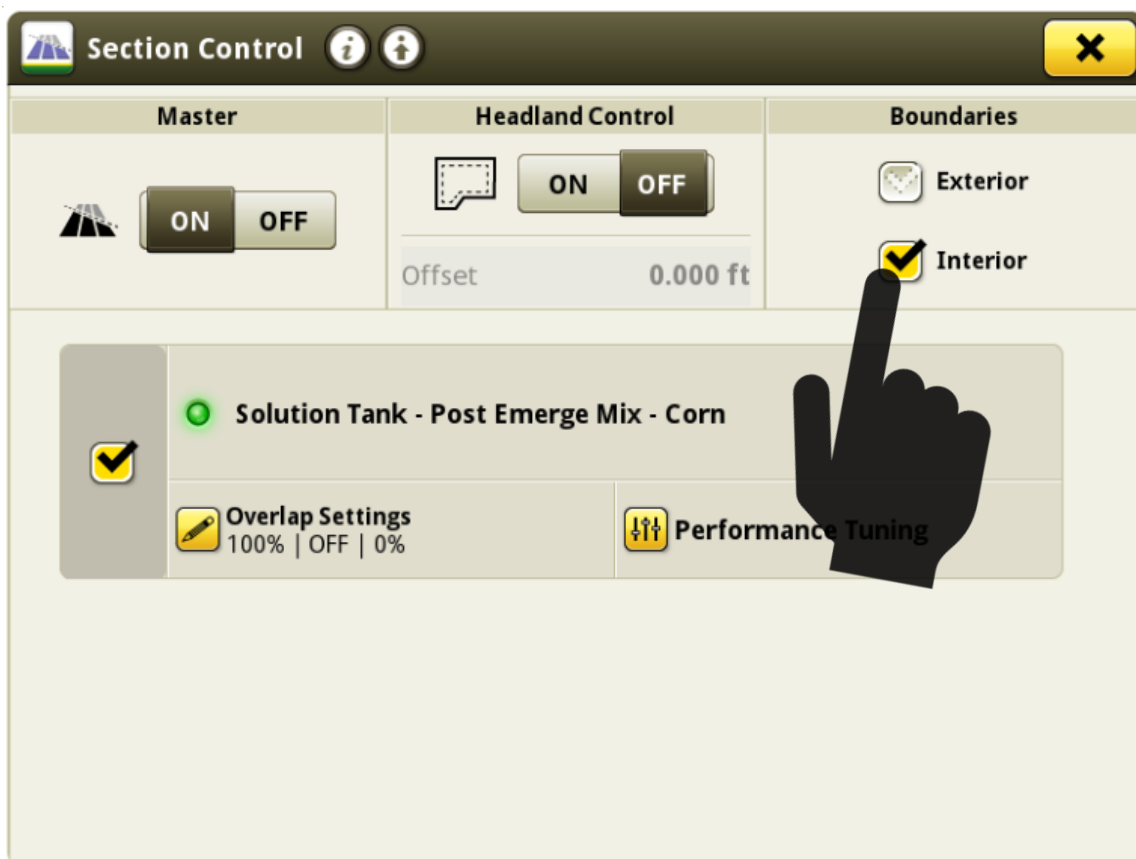 Section Control
Master
Headland Control
Boundaries
ON OFF
ON OFF
Exterior
Offset 0.000 ft
Interior
Solution Tank - Post Emerge Mix - Corn
Overlap Settings
100% | OFF | 0%
Performance Tuning